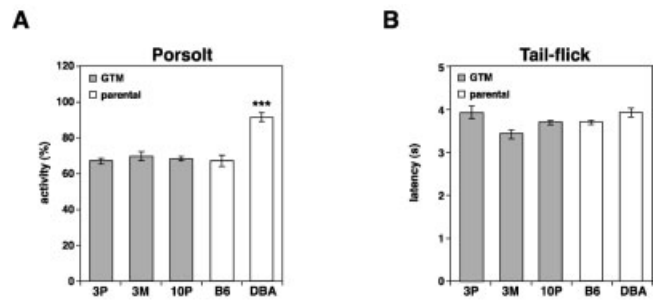 A
Porsolt
GTM
parental
***
activity (%)
120
100
80
60
40
20
0
3P 3M 10P B6 DBA
B
Tail-flick
GTM
parental
latency (s)
5
4
3
2
1
0
3P 3M 10P B6 DBA